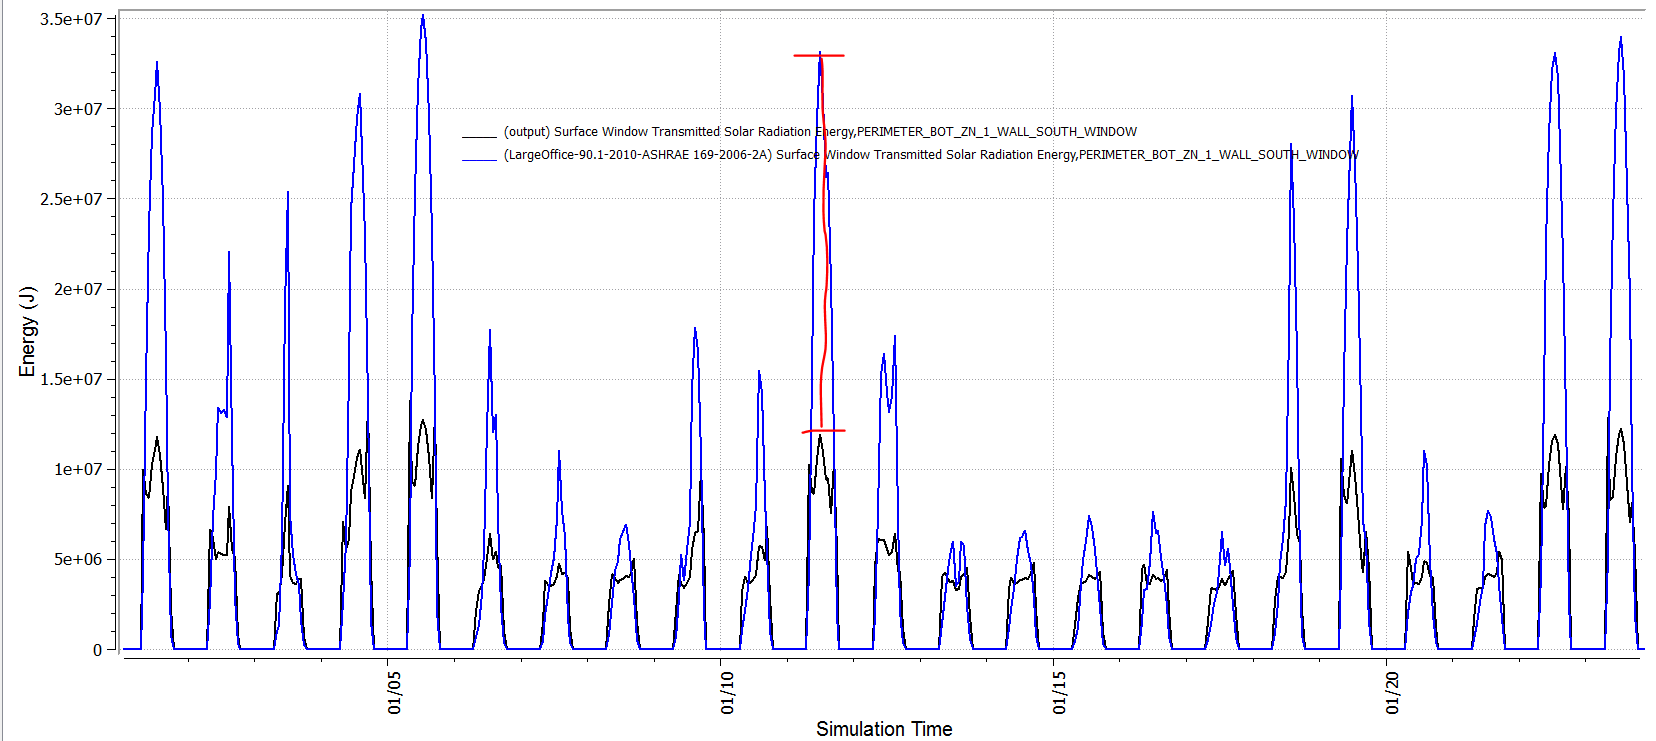 3.5e+07
3e+07
(output) Surface Window Transmitted Solar Radiation Energy,PERIMETER_BOT_ZN_1_WALL_SOUTH_WINDOW
(LargeOffice-90.1-2010-ASHRAE 169-2006-2A) Surface Window Transmitted Solar Radiation Energy,PERIMETER_BOT_ZN_1_WALL_SOUTH_WINDOW
2.5e+07
2e+07
Energy (J)
1.5e+07
1e+07
5e+06
0
01/05
01/10
01/15
01/20
Simulation Time